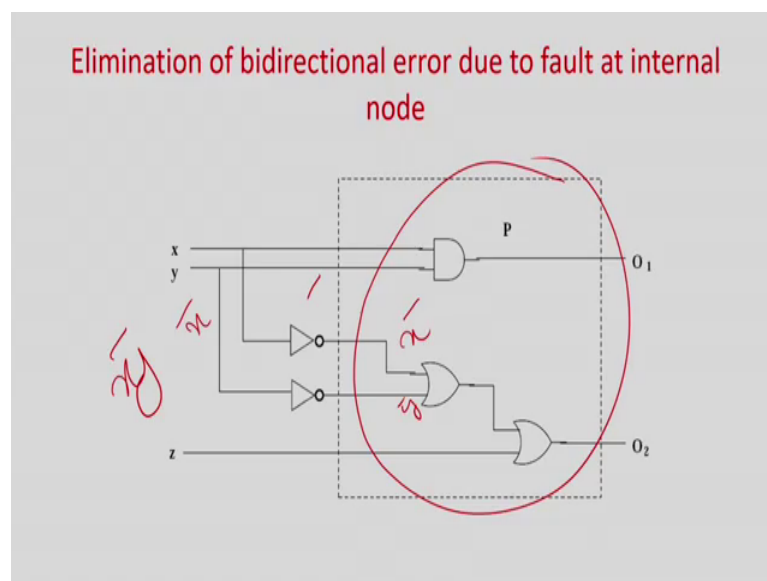 Elimination of bidirectional error due to fault at internal
node
P
x
O1
y
x̄
x̄
x̄y
ȳ
O2
z